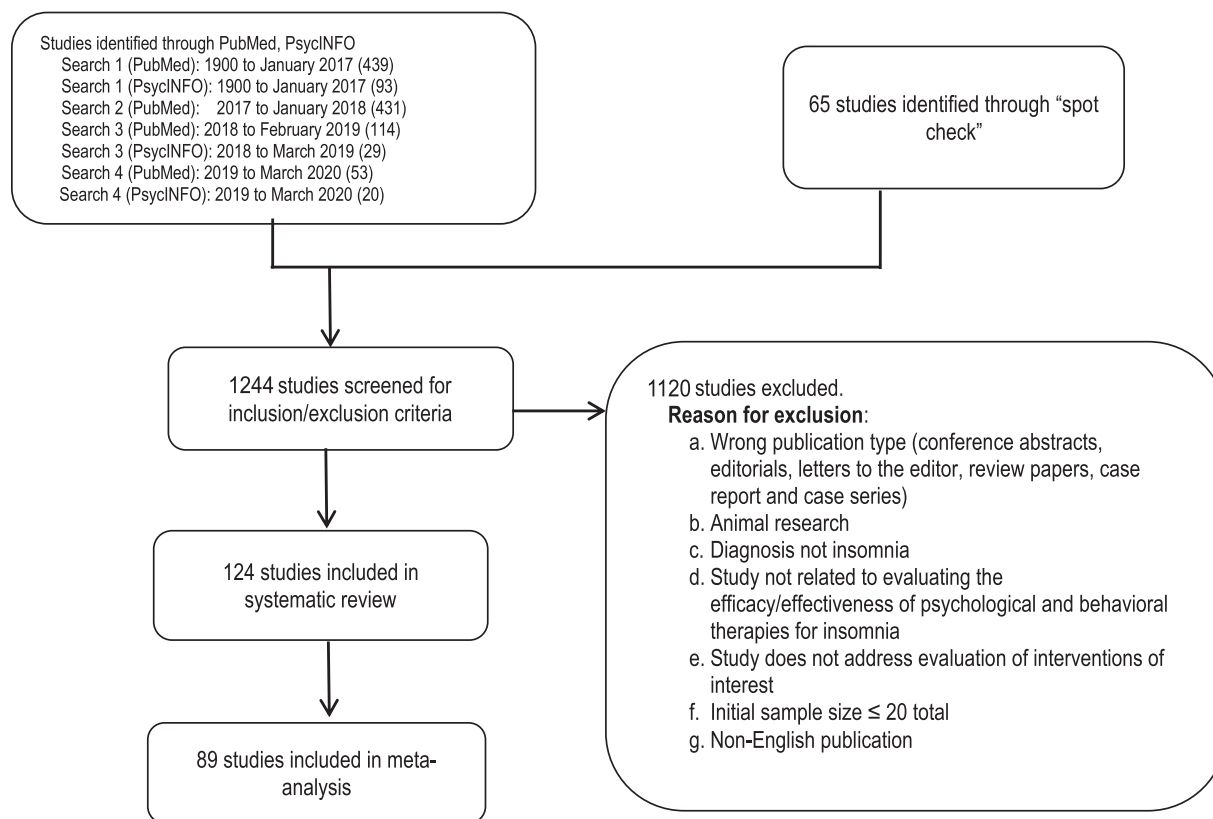 Studies identified through PubMed, PsycINFO
Search 1 (PubMed): 1900 to January 2017 (439)
Search 1 (PsycINFO): 1900 to January 2017 (93)
Search 2 (PubMed): 2017 to January 2018 (431)
Search 3 (PubMed): 2018 to February 2019 (114)
Search 3 (PsycINFO): 2018 to March 2019 (29)
Search 4 (PubMed): 2019 to March 2020 (53)
Search 4 (PsycINFO): 2019 to March 2020 (20)
65 studies identified through “spot
check”
1244 studies screened for
inclusion/exclusion criteria
1120 studies excluded.
Reason for exclusion:
a. Wrong publication type (conference abstracts,
editorials, letters to the editor, review papers, case
report and case series)
b. Animal research
c. Diagnosis not insomnia
d. Study not related to evaluating the
efficacy/effectiveness of psychological and behavioral
therapies for insomnia
e. Study does not address evaluation of interventions of
interest
f. Initial sample size ≤ 20 total
g. Non-English publication
124 studies included in
systematic review
89 studies included in meta-
analysis